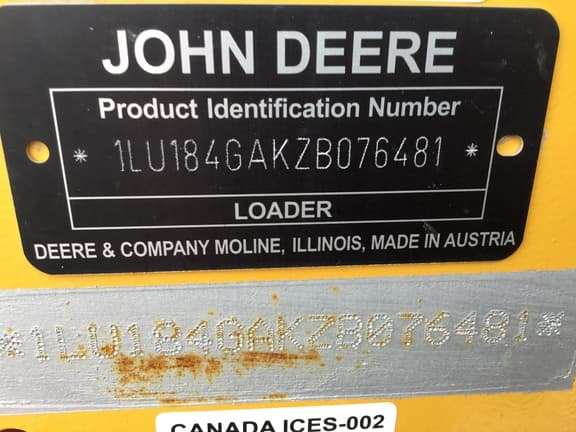 JOHN DEERE
Product Identification Number
* 1LU184GAKZB076481 *
LOADER
DEERE & COMPANY MOLINE, ILLINOIS, MADE IN AUSTRIA
*1LU184GAKZB076481*
CANADA ICES-002